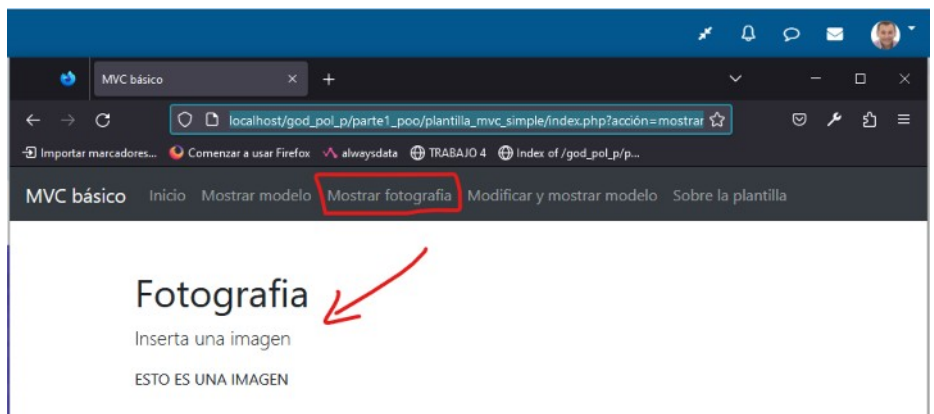 MVC básico
localhost/god_pol_p/parte1_poo/plantilla_mvc_simple/index.php?acción=mostrar
Importar marcadores... Comenzar a usar Firefox alwaysdata TRABAJO 4 Index of /god_pol_p/p...
MVC básico Inicio Mostrar modelo Mostrar fotografia Modificar y mostrar modelo Sobre la plantilla
Fotografia
Inserta una imagen
ESTO ES UNA IMAGEN